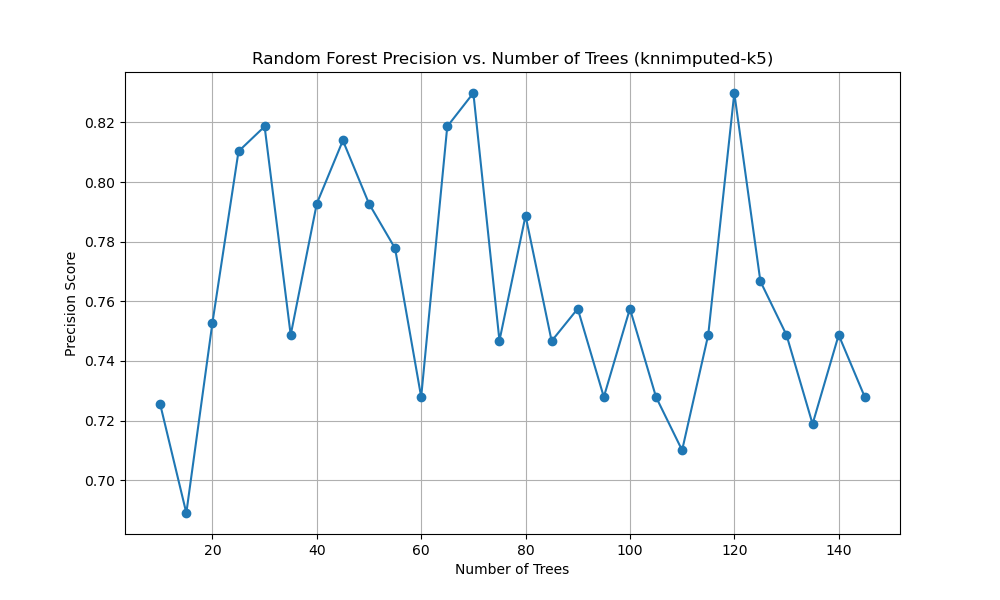 Random Forest Precision vs. Number of Trees (knnimputed-k5)
Precision Score
0.82
0.80
0.78
0.76
0.74
0.72
0.70
20 40 60 80 100 120 140
Number of Trees